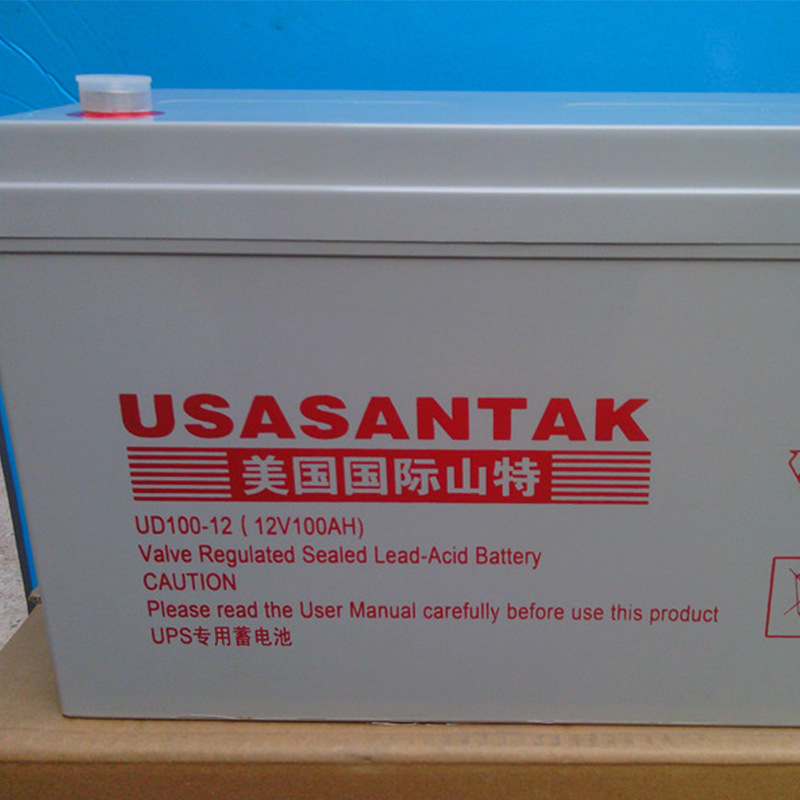 USASANTAK
美国国际山特
UD100-12 ( 12V100AH)
Valve Regulated Sealed Lead-Acid Battery
CAUTION
Please read the User Manual carefully before use this product
UPS专用蓄电池